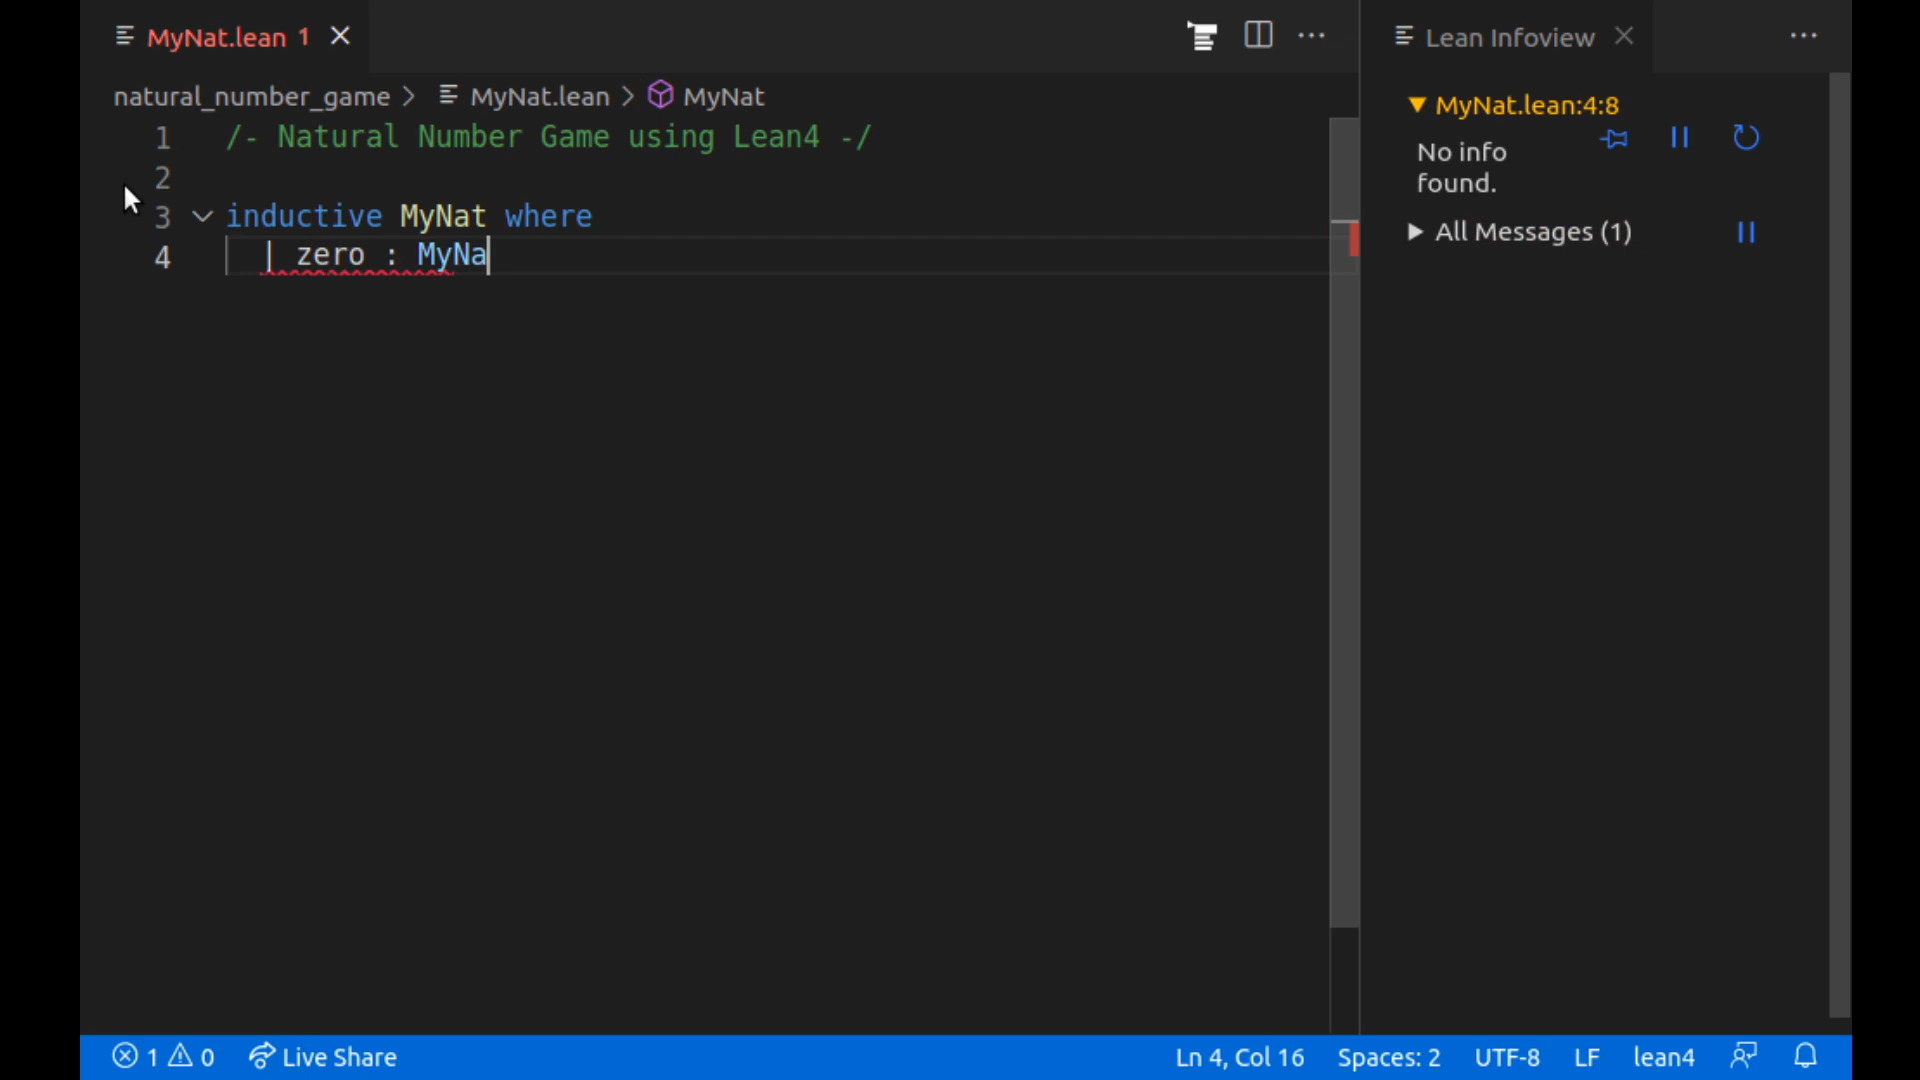 MyNat.lean 1
Lean Infoview
natural_number_game > MyNat.lean > MyNat
1 /- Natural Number Game using Lean4 -/
2
3 inductive MyNat where
4 | zero : MyNa
MyNat.lean:4:8
No info
found.
All Messages (1)
1 0 Live Share
Ln 4, Col 16 Spaces: 2 UTF-8 LF lean4